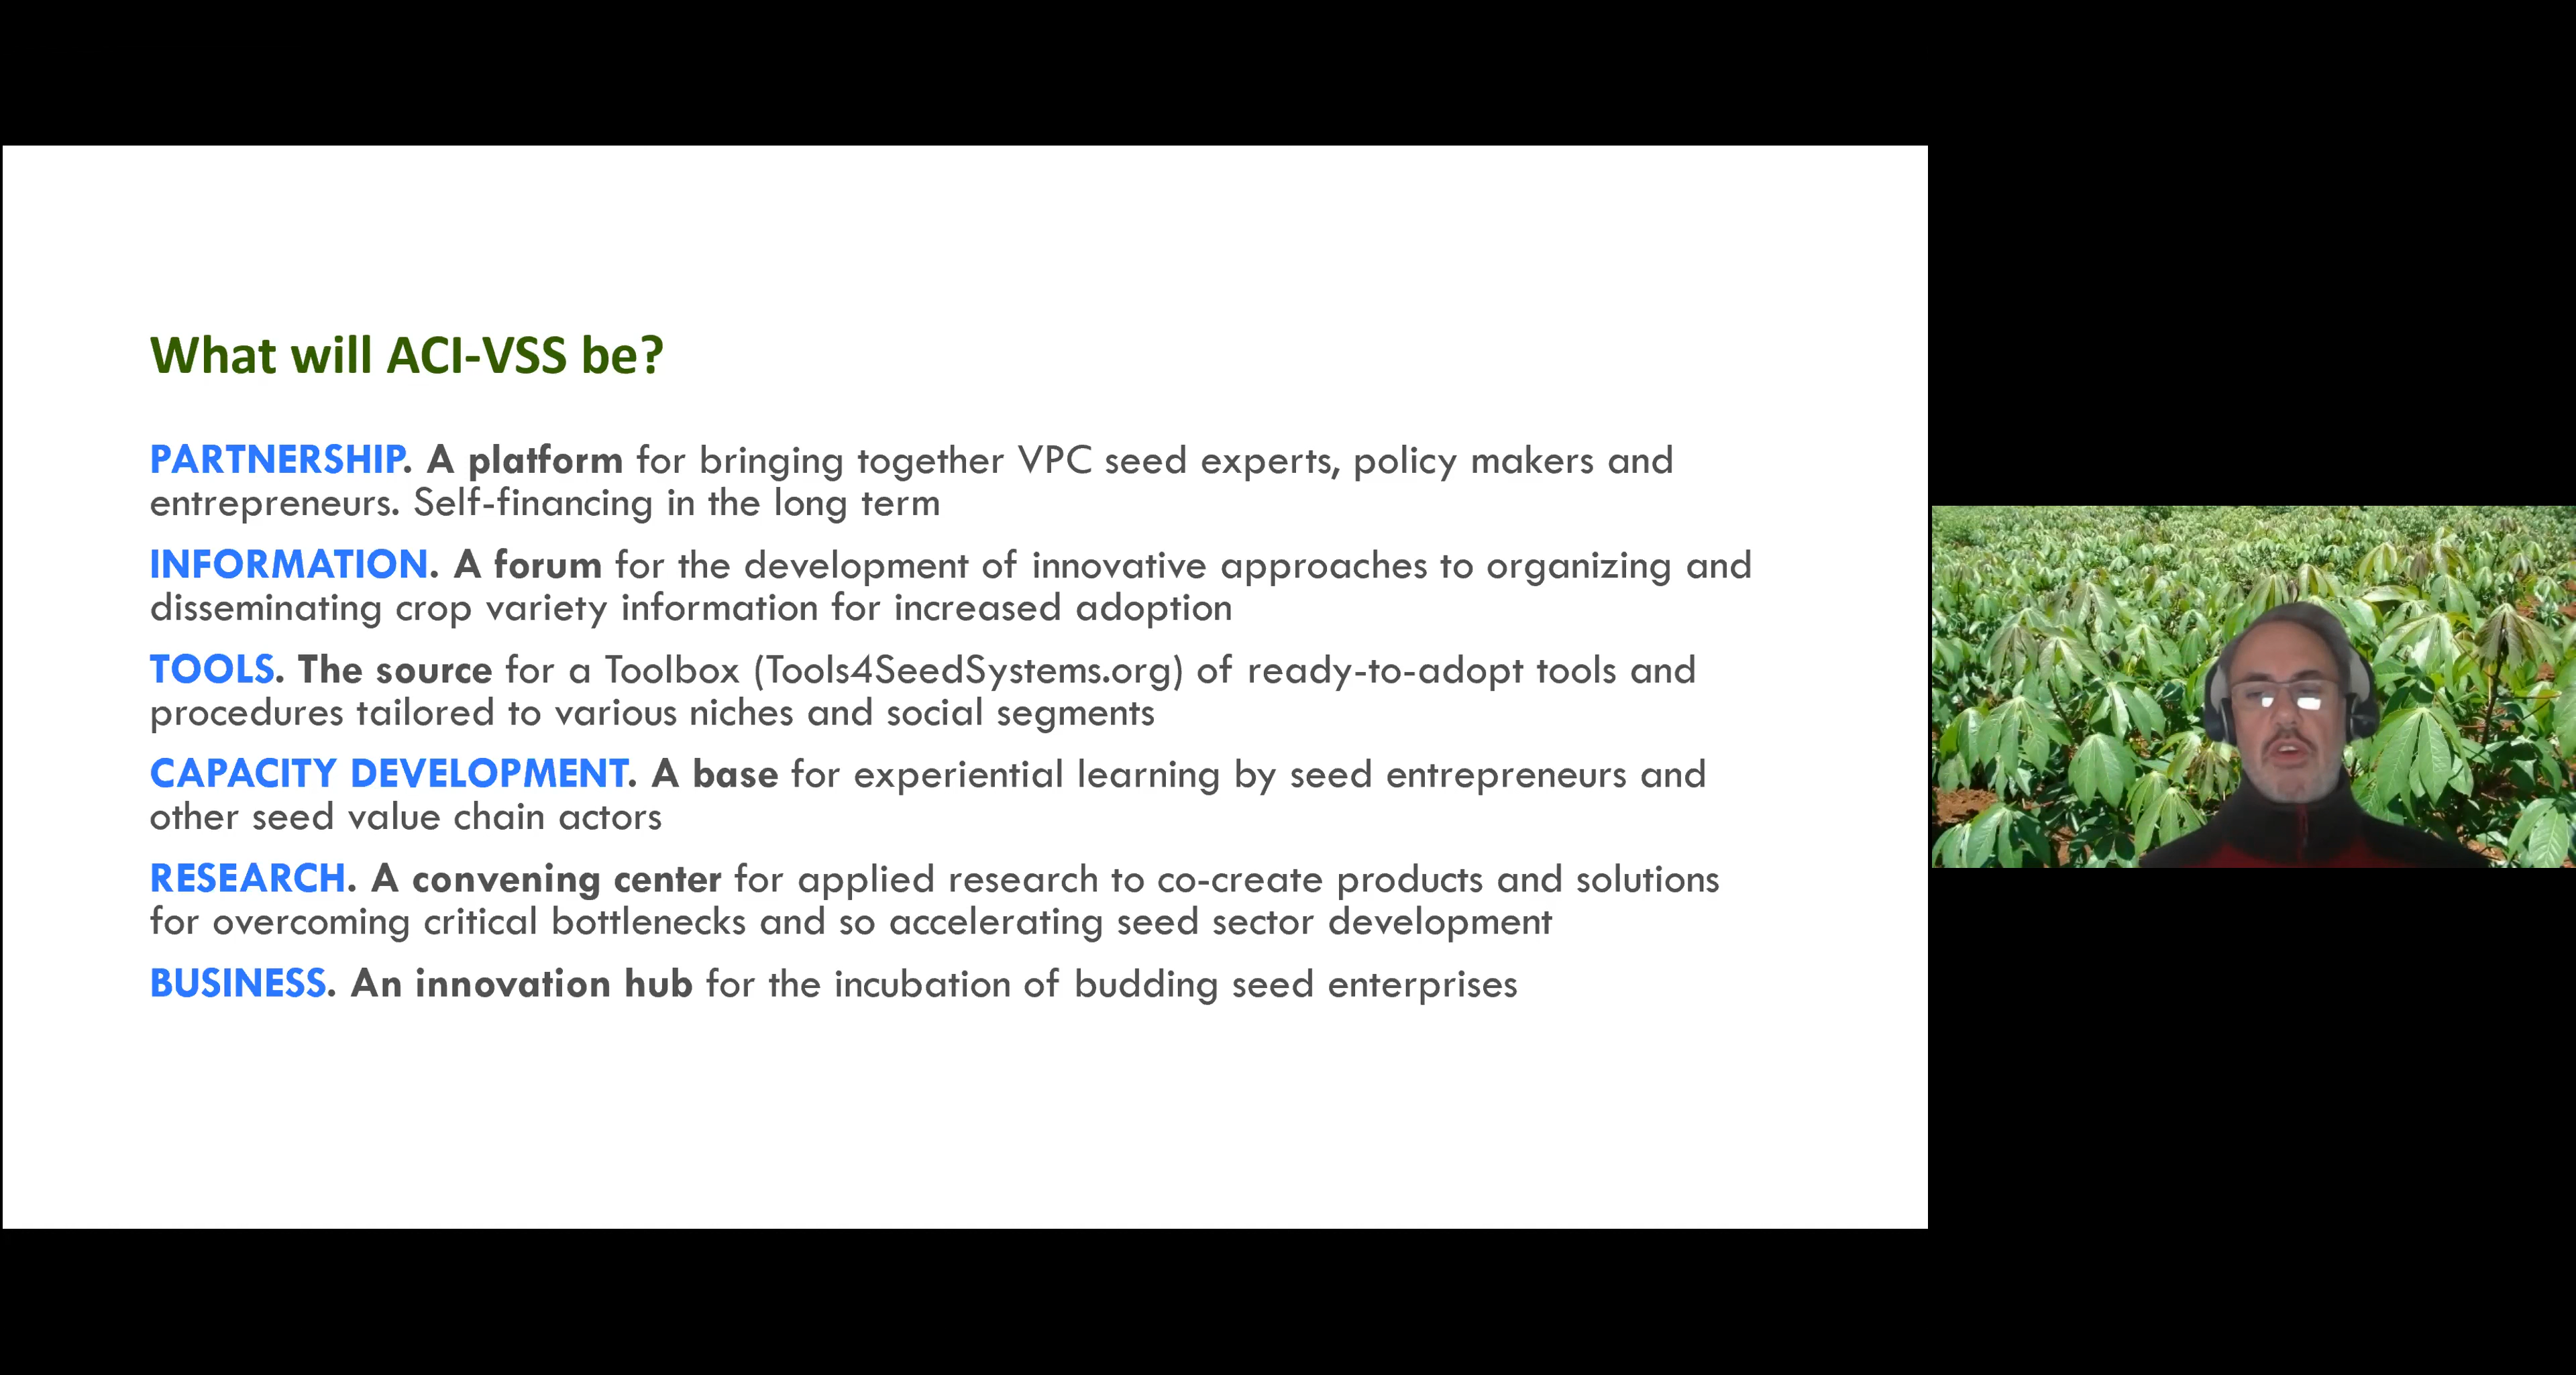 What will ACI-VSS be?
PARTNERSHIP. A platform for bringing together VPC seed experts, policy makers and
entrepreneurs. Self-financing in the long term
INFORMATION. A forum for the development of innovative approaches to organizing and
disseminating crop variety information for increased adoption
TOOLS. The source for a Toolbox (Tools4SeedSystems.org) of ready-to-adopt tools and
procedures tailored to various niches and social segments
CAPACITY DEVELOPMENT. A base for experiential learning by seed entrepreneurs and
other seed value chain actors
RESEARCH. A convening center for applied research to co-create products and solutions
for overcoming critical bottlenecks and so accelerating seed sector development
BUSINESS. An innovation hub for the incubation of budding seed enterprises